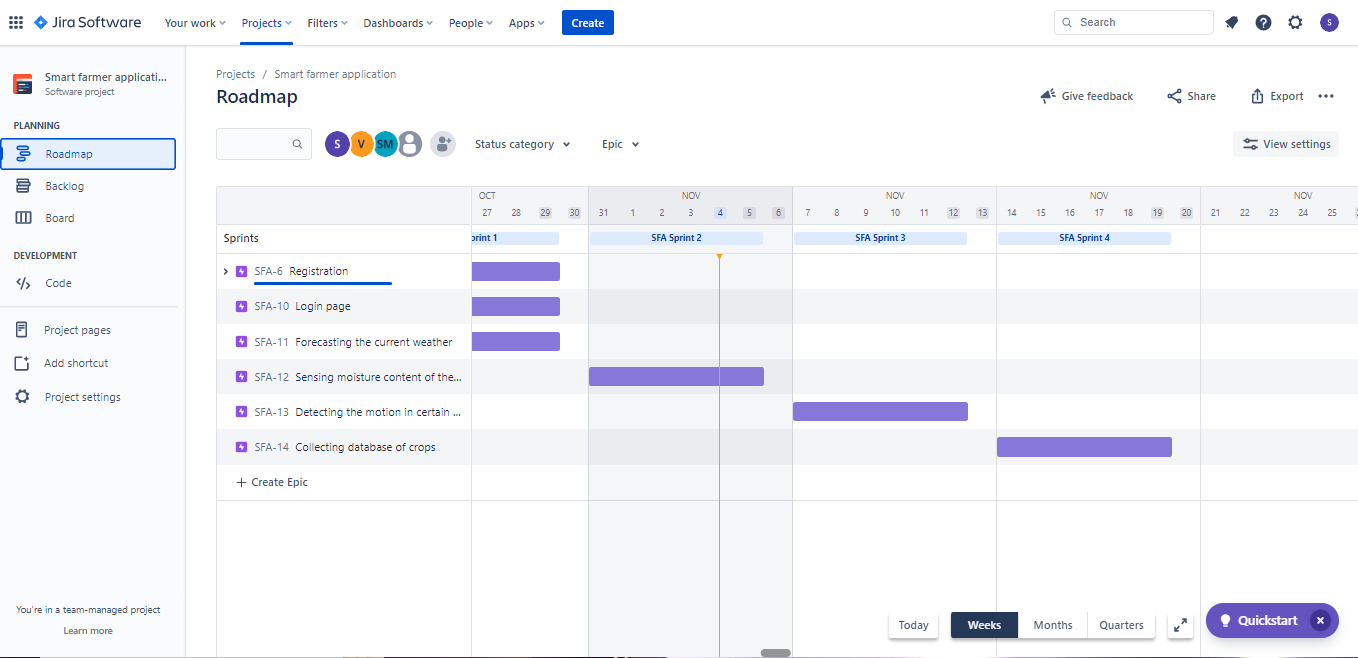 Jira Software Your work Projects Filters Dashboards People Apps Create Search S
Smart farmer applicati...
Software project
PLANNING
Roadmap
Backlog
Board
DEVELOPMENT
Code
Project pages
Add shortcut
Project settings
You're in a team-managed project
Learn more
Projects / Smart farmer application
Roadmap
Give feedback Share Export
S V SM Status category Epic View settings
OCT NOV NOV NOV NOV
27 28 29 30 31 1 2 3 4 5 6 7 8 9 10 11 12 13 14 15 16 17 18 19 20 21 22 23 24 25
Sprints print 1 SFA Sprint 2 SFA Sprint 3 SFA Sprint 4
SFA-6 Registration
SFA-10 Login page
SFA-11 Forecasting the current weather
SFA-12 Sensing moisture content of the...
SFA-13 Detecting the motion in certain ...
SFA-14 Collecting database of crops
+ Create Epic
Today Weeks Months Quarters
Quickstart